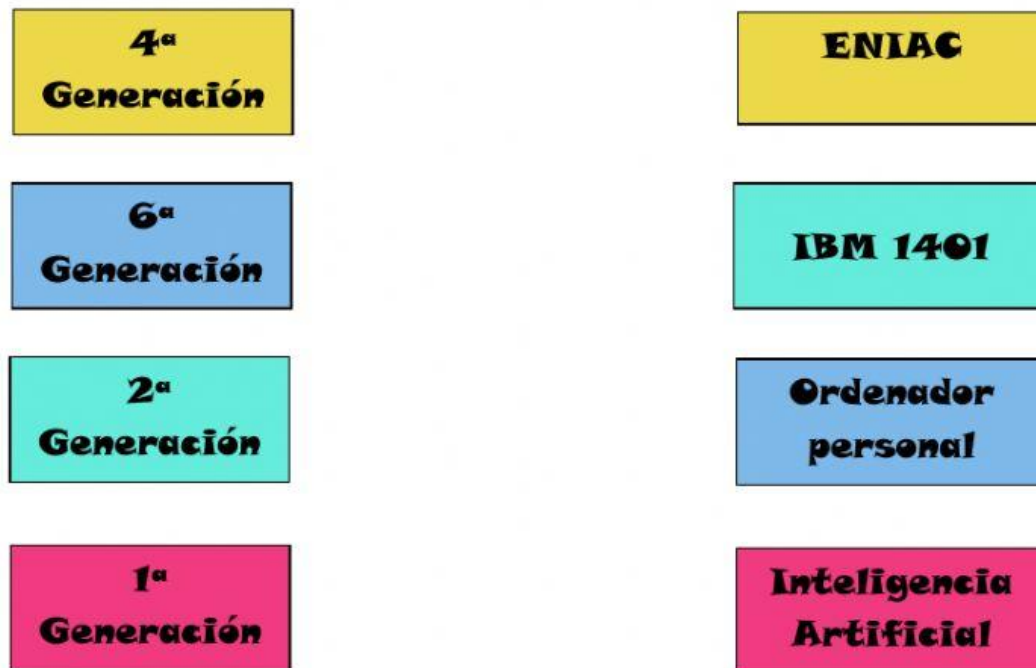 4ª
Generación
ENIAC
6ª
Generación
IBM 1401
2ª
Generación
Ordenador
personal
1ª
Generación
Inteligencia
Artificial